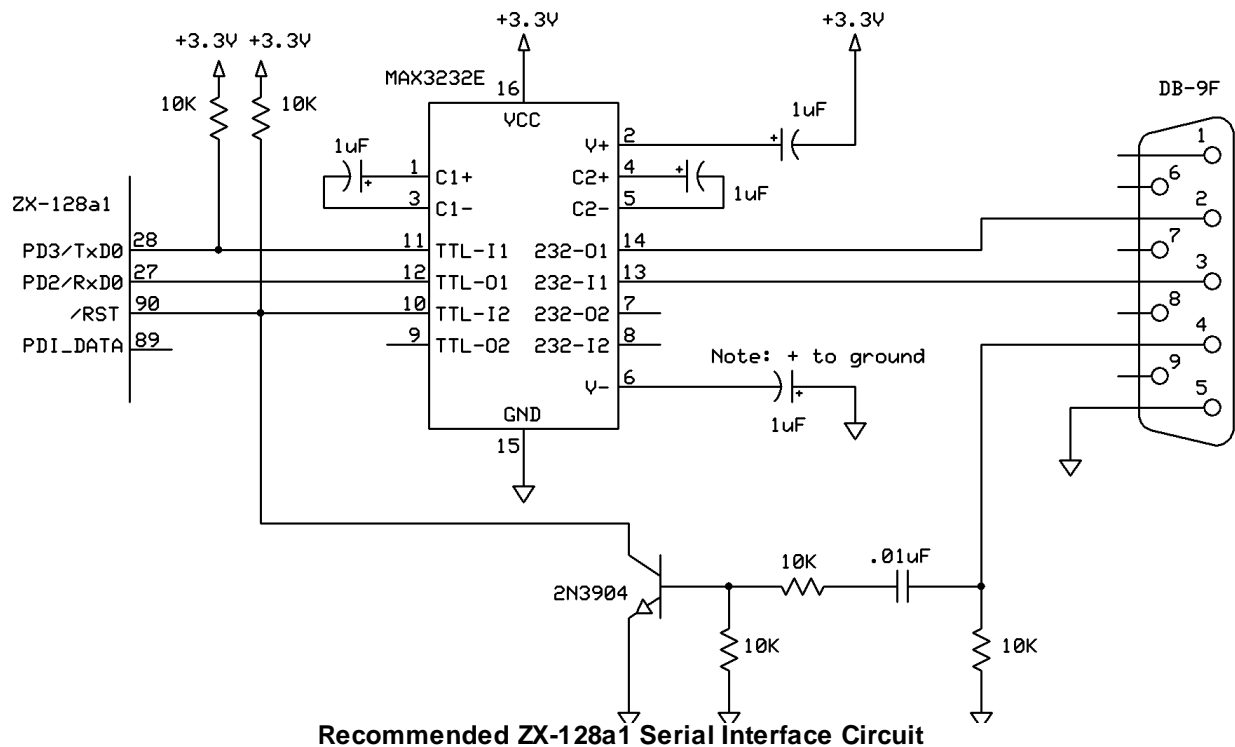 +3.3V
+3.3V
+3.3V +3.3V
MAX3232E
10K
10K
16
VCC
DB-9F
1uF
1uF
1
C1+
3
C1-
V+
2
C2+
4
C2-
5
1uF
1
6
2
7
3
8
4
9
5
ZX-128a1
PD3/TxD0
28
11
TTL-I1
232-O1
14
PD2/RxD0
27
12
TTL-O1
232-I1
13
/RST
90
10
TTL-I2
232-O2
7
PDI_DATA
89
9
TTL-O2
232-I2
8
Note: + to ground
V-
6
1uF
GND
15
10K
.01uF
2N3904
10K
10K
+
+
+
+
Recommended ZX-128a1 Serial Interface Circuit